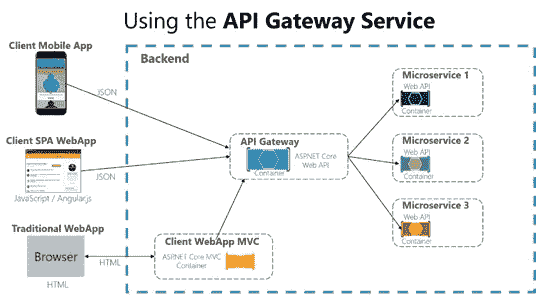 Using the API Gateway Service
Client Mobile App
Backend
JSON
Microservice 1
Web API
Container
API Gateway
ASP.NET Core
Web API
Container
Client SPA WebApp
JSON
JavaScript / Angular.js
Microservice 2
Web API
Container
Microservice 3
Web API
Container
Traditional WebApp
Browser
HTML
HTML
Client WebApp MVC
ASP.NET Core MVC
Container